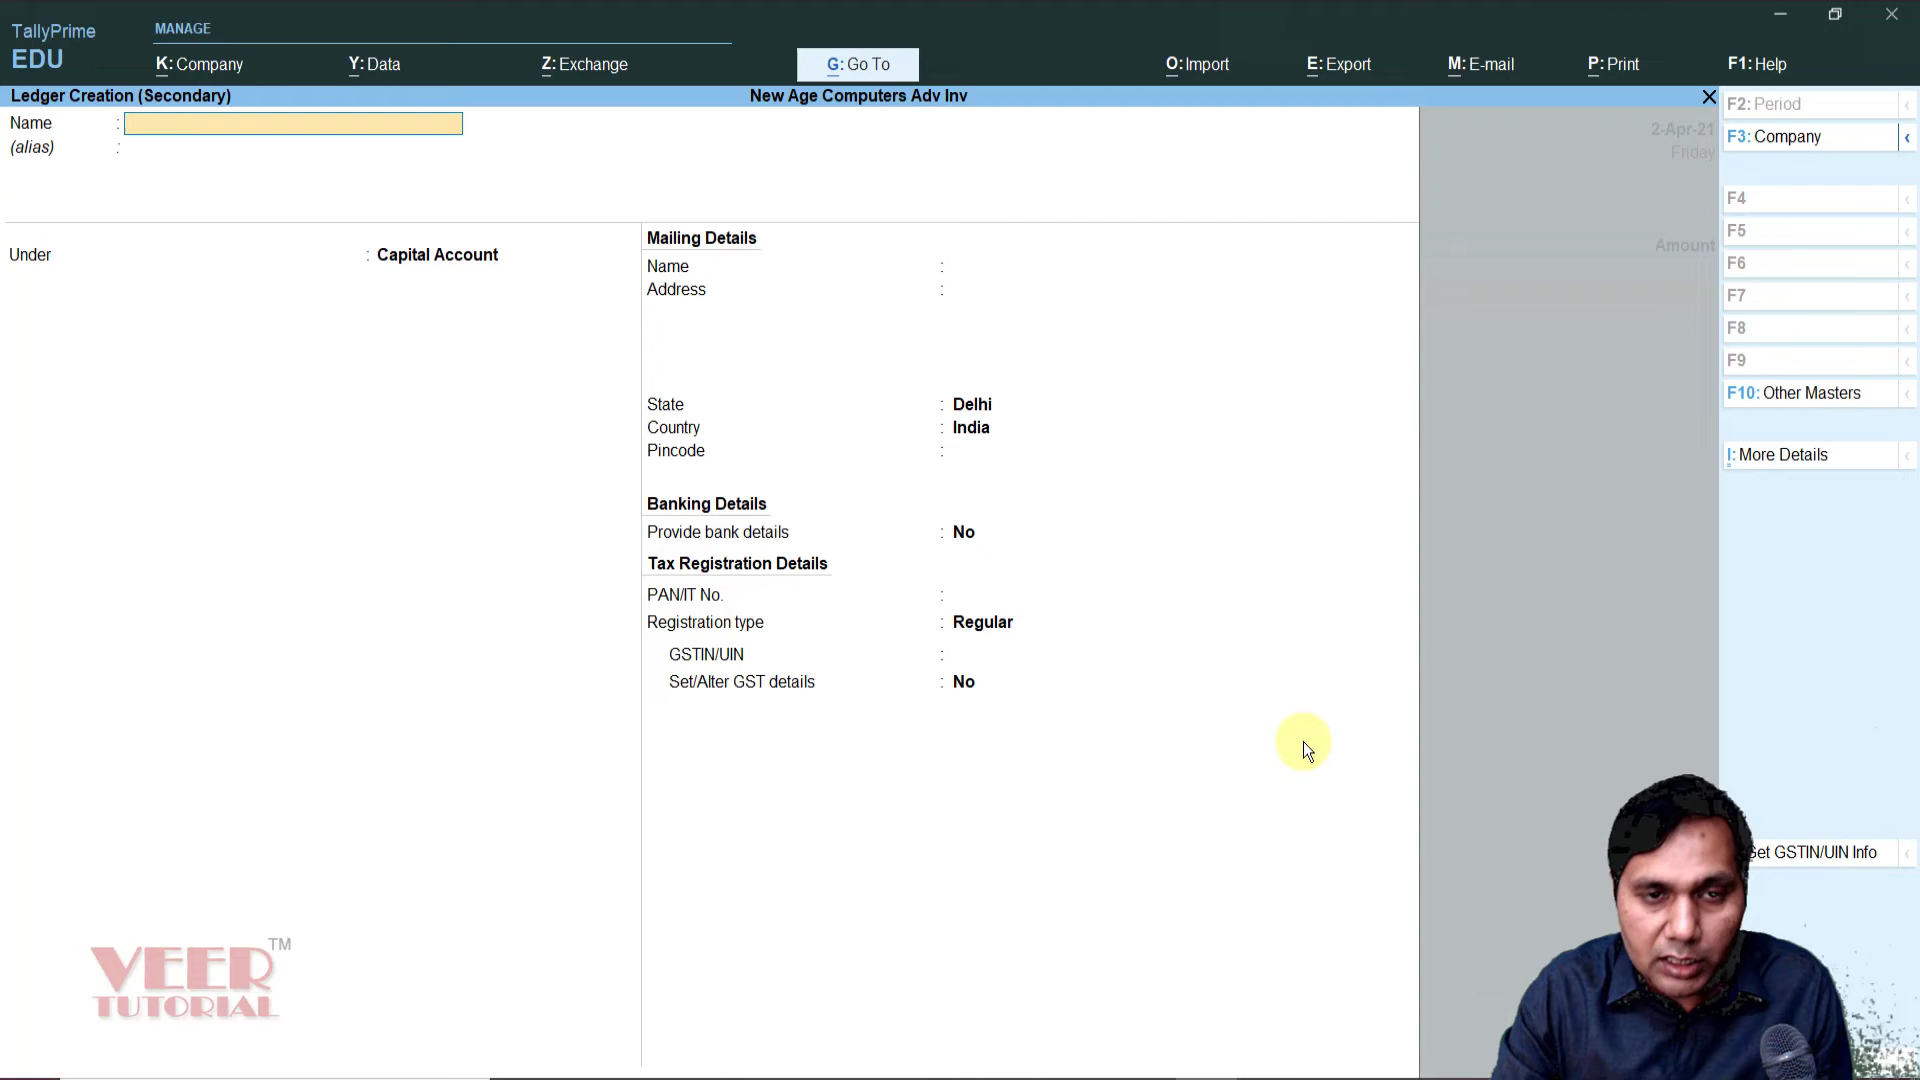 TallyPrime
EDU
MANAGE
K: Company
Y: Data
Z: Exchange
G: Go To
O: Import
E: Export
M: E-mail
P: Print
F1: Help
Ledger Creation (Secondary)
New Age Computers Adv Inv
Name :
(alias) :
2-Apr-21
Friday
Amount
Under : Capital Account
Mailing Details
Name :
Address :
State : Delhi
Country : India
Pincode :
Banking Details
Provide bank details : No
Tax Registration Details
PAN/IT No. :
Registration type : Regular
GSTIN/UIN :
Set/Alter GST details : No
F2: Period
F3: Company
F4
F5
F6
F7
F8
F9
F10: Other Masters
I: More Details
Get GSTIN/UIN Info
VEER TM
TUTORIAL